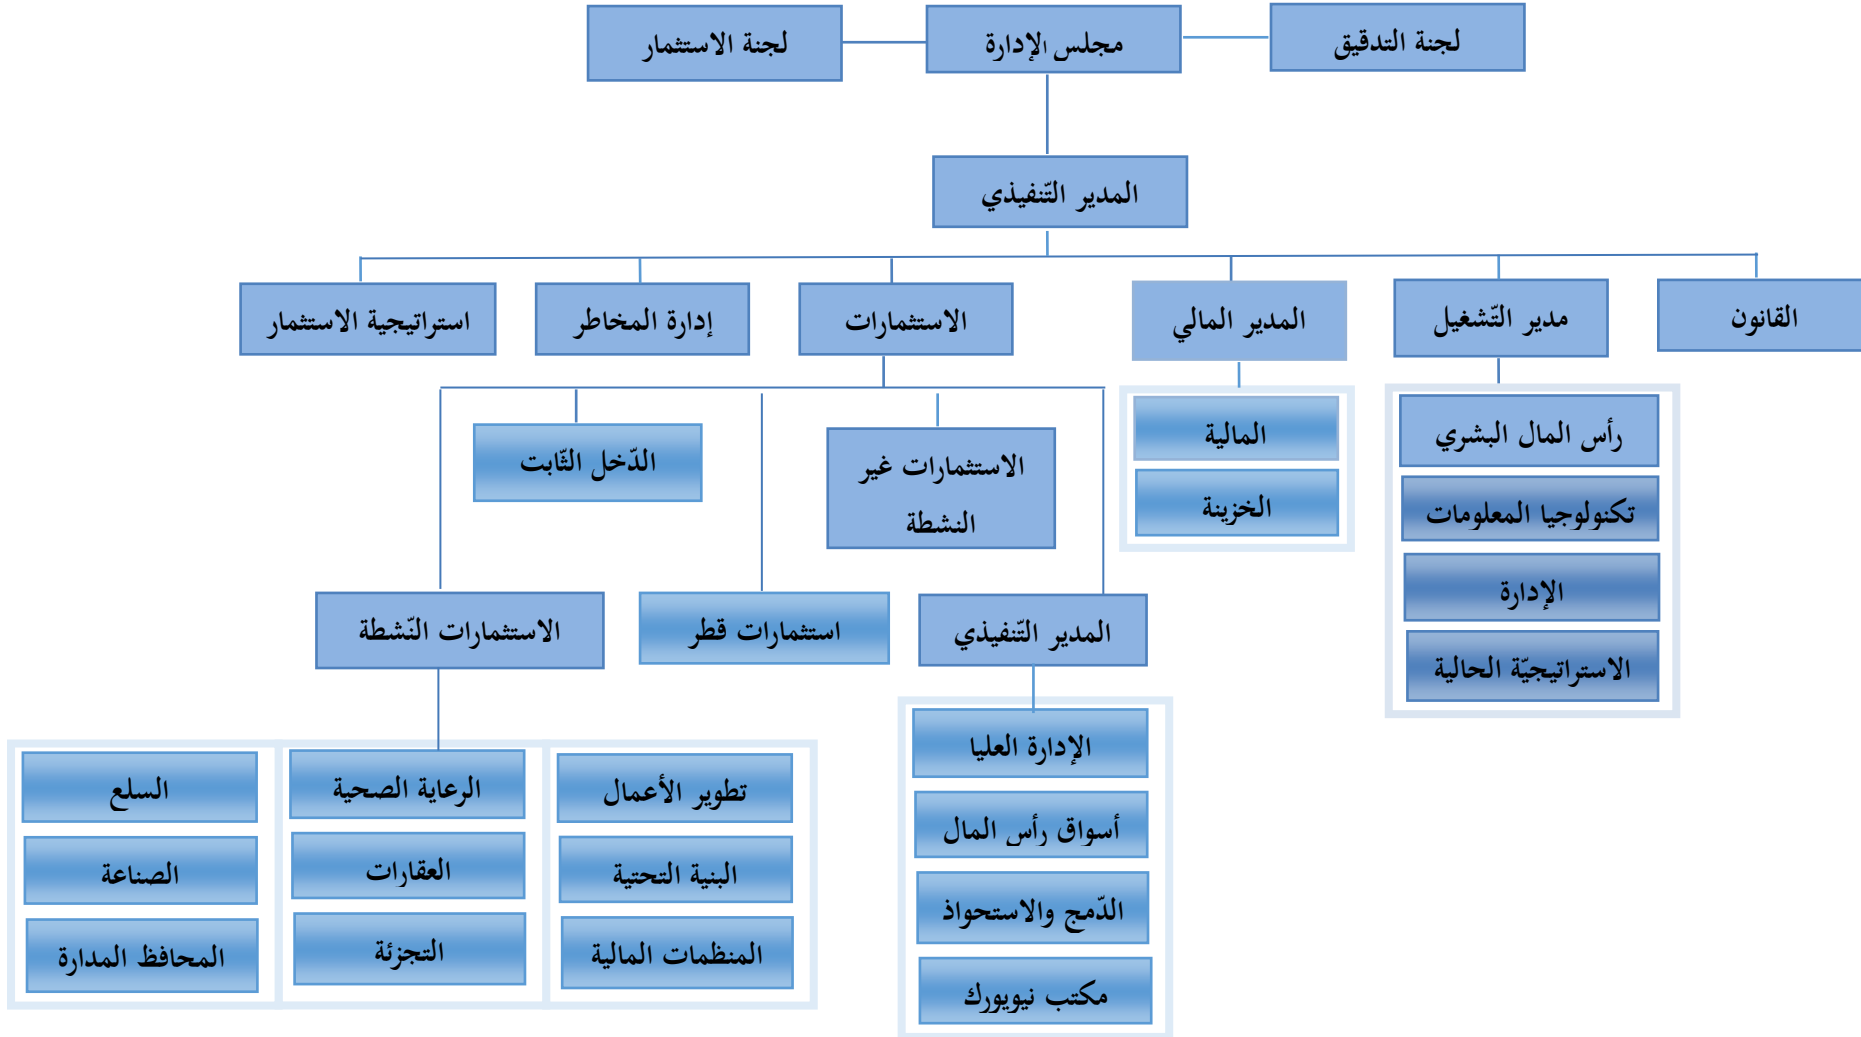 لجنة التدقيق
مجلس الإدارة
لجنة الاستثمار
المدير التّنفيذي
القانون
مدير التّشغيل
المدير المالي
الاستثمارات
إدارة المخاطر
استراتيجية الاستثمار
رأس المال البشري
تكنولوجيا المعلومات
الإدارة
الاستراتيجيّة الحالية
المالية
الخزينة
الاستثمارات غير
النشطة
الدّخل الثّابت
المدير التّنفيذي
استثمارات قطر
الاستثمارات النّشطة
الإدارة العليا
أسواق رأس المال
الدّمج والاستحواذ
مكتب نيويورك
تطوير الأعمال
البنية التحتية
المنظمات المالية
الرعاية الصحية
العقارات
التجزئة
السلع
الصناعة
المحافظ المدارة